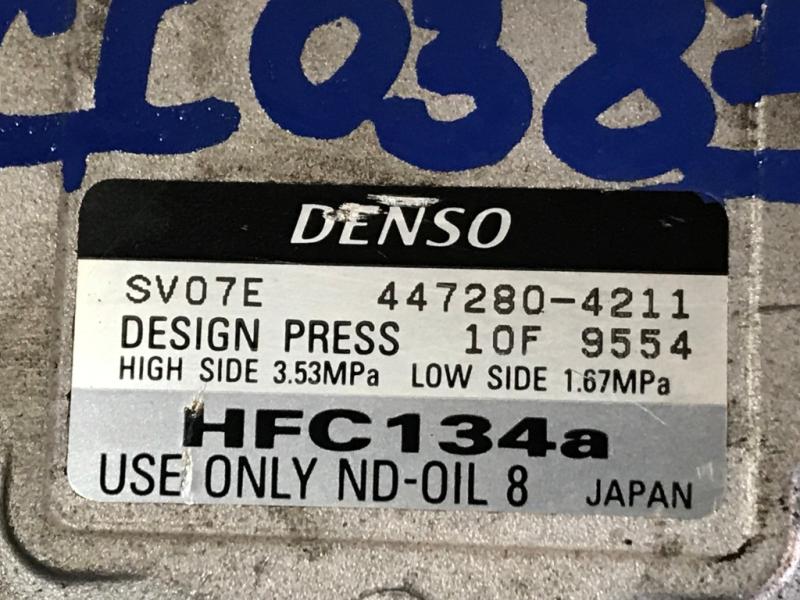 038
DENSO
SV07E 447280-4211
DESIGN PRESS 10F 9554
HIGH SIDE 3.53MPa LOW SIDE 1.67MPa
HFC134a
USE ONLY ND-OIL 8 JAPAN